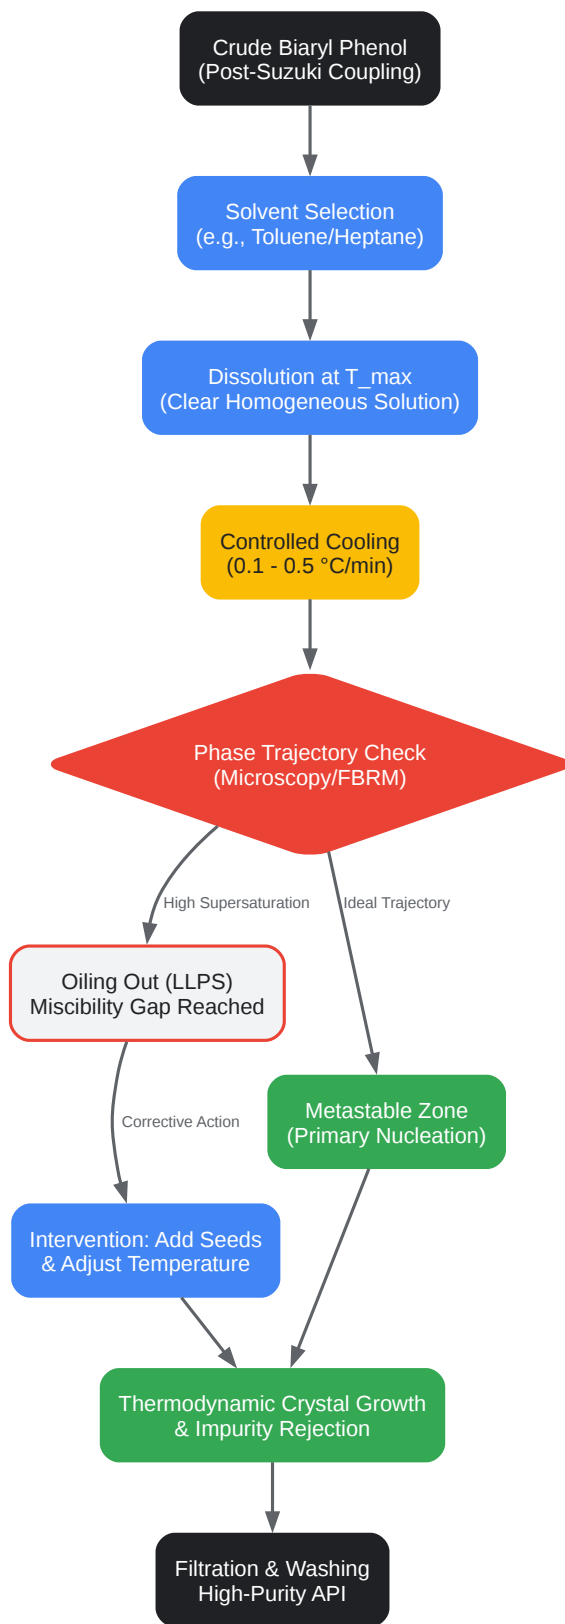 Crude Biaryl Phenol
(Post-Suzuki Coupling)
Solvent Selection
(e.g., Toluene/Heptane)
Dissolution at T_max
(Clear Homogeneous Solution)
Controlled Cooling
(0.1 - 0.5 °C/min)
Phase Trajectory Check
(Microscopy/FBRM)
High Supersaturation
Ideal Trajectory
Oiling Out (LLPS)
Miscibility Gap Reached
Metastable Zone
(Primary Nucleation)
Corrective Action
Intervention: Add Seeds
& Adjust Temperature
Thermodynamic Crystal Growth
& Impurity Rejection
Filtration & Washing
High-Purity API